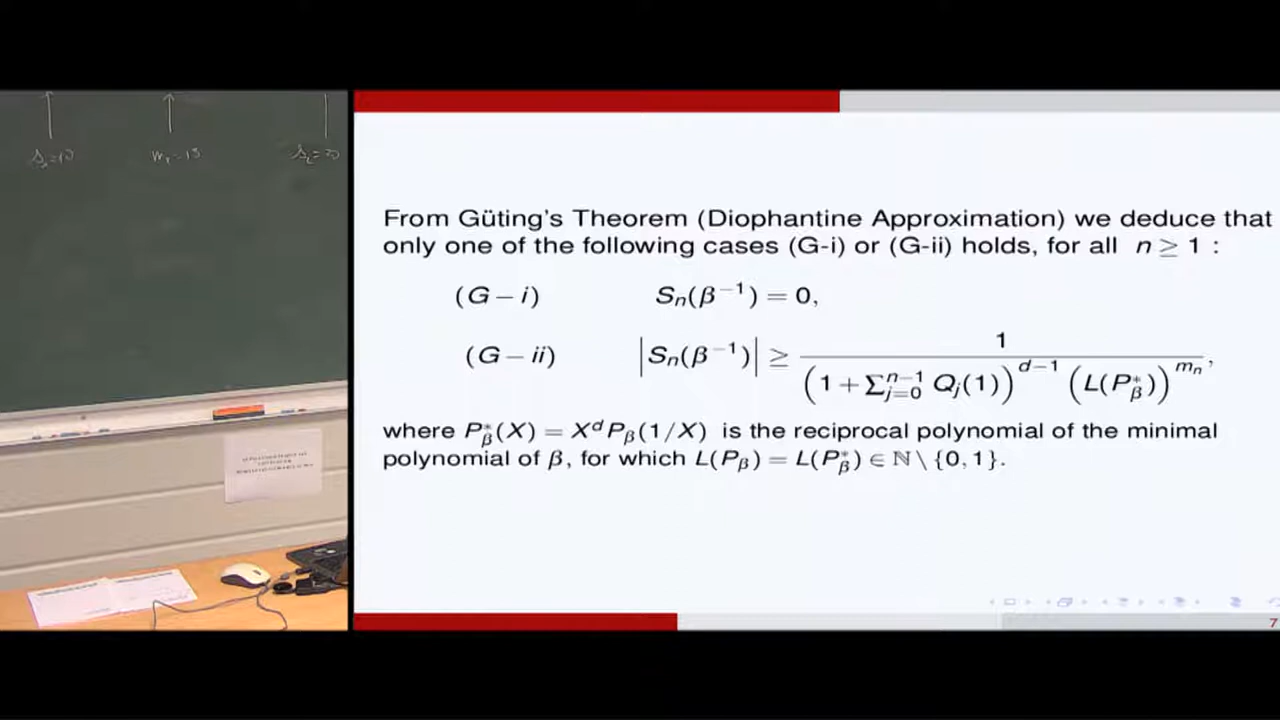 From Güting's Theorem (Diophantine Approximation) we deduce that
only one of the following cases (G-i) or (G-ii) holds, for all n ≥ 1 :
(G − i) Sₙ(β⁻¹) = 0,
(G − ii) |Sₙ(β⁻¹)| ≥ 1 / ( (1 + Σ_{j=0}^{n−1} Q_j(1))^{d−1} (L(P*_β))^{m_n} ),
where P*_β(X) = X^d P_β(1/X) is the reciprocal polynomial of the minimal
polynomial of β, for which L(P_β) = L(P*_β) ∈ ℕ \ {0, 1}.
7